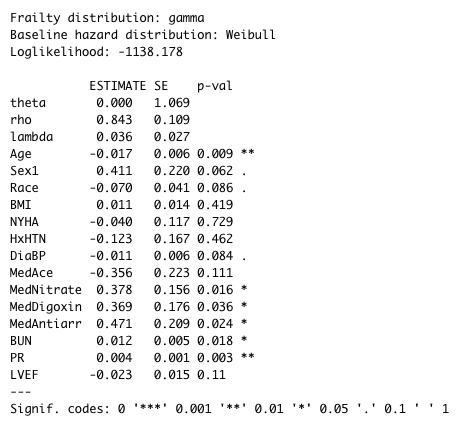 Frailty distribution: gamma
Baseline hazard distribution: Weibull
Loglikelihood: -1138.178
ESTIMATE SE p-val
theta 0.000 1.069
rho 0.843 0.109
lambda 0.036 0.027
Age -0.017 0.006 0.009 **
Sex1 0.411 0.220 0.062 .
Race -0.070 0.041 0.086 .
BMI 0.011 0.014 0.419
NYHA -0.040 0.117 0.729
HxHTN -0.123 0.167 0.462
DiaBP -0.011 0.006 0.084 .
MedAce -0.356 0.223 0.111
MedNitrate 0.378 0.156 0.016 *
MedDigoxin 0.369 0.176 0.036 *
MedAntiarr 0.471 0.209 0.024 *
BUN 0.012 0.005 0.018 *
PR 0.004 0.001 0.003 **
LVEF -0.023 0.015 0.11
---
Signif. codes: 0 '***' 0.001 '**' 0.01 '*' 0.05 '.' 0.1 ' ' 1